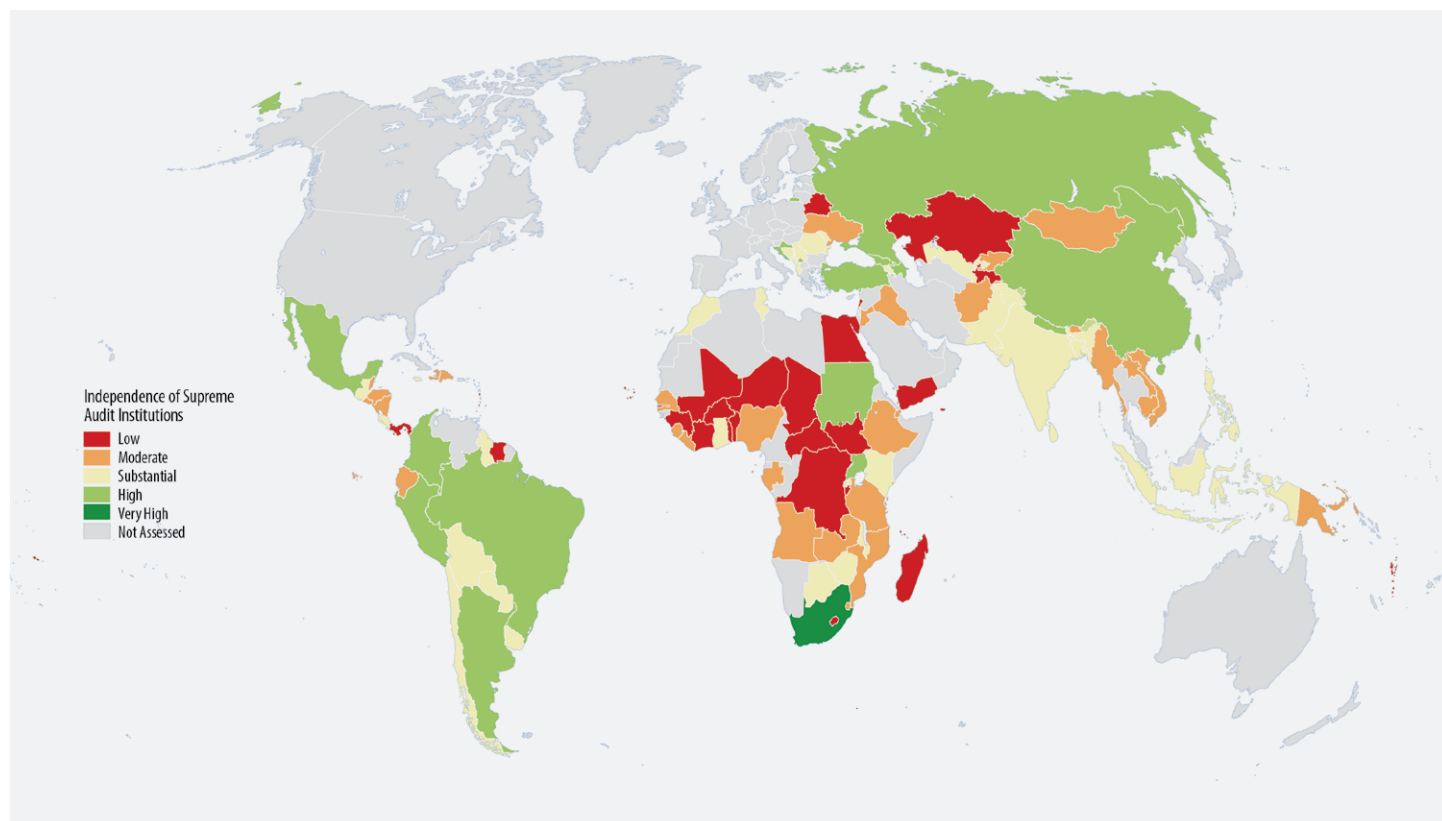 Independence of Supreme
Audit Institutions
Low
Moderate
Substantial
High
Very High
Not Assessed